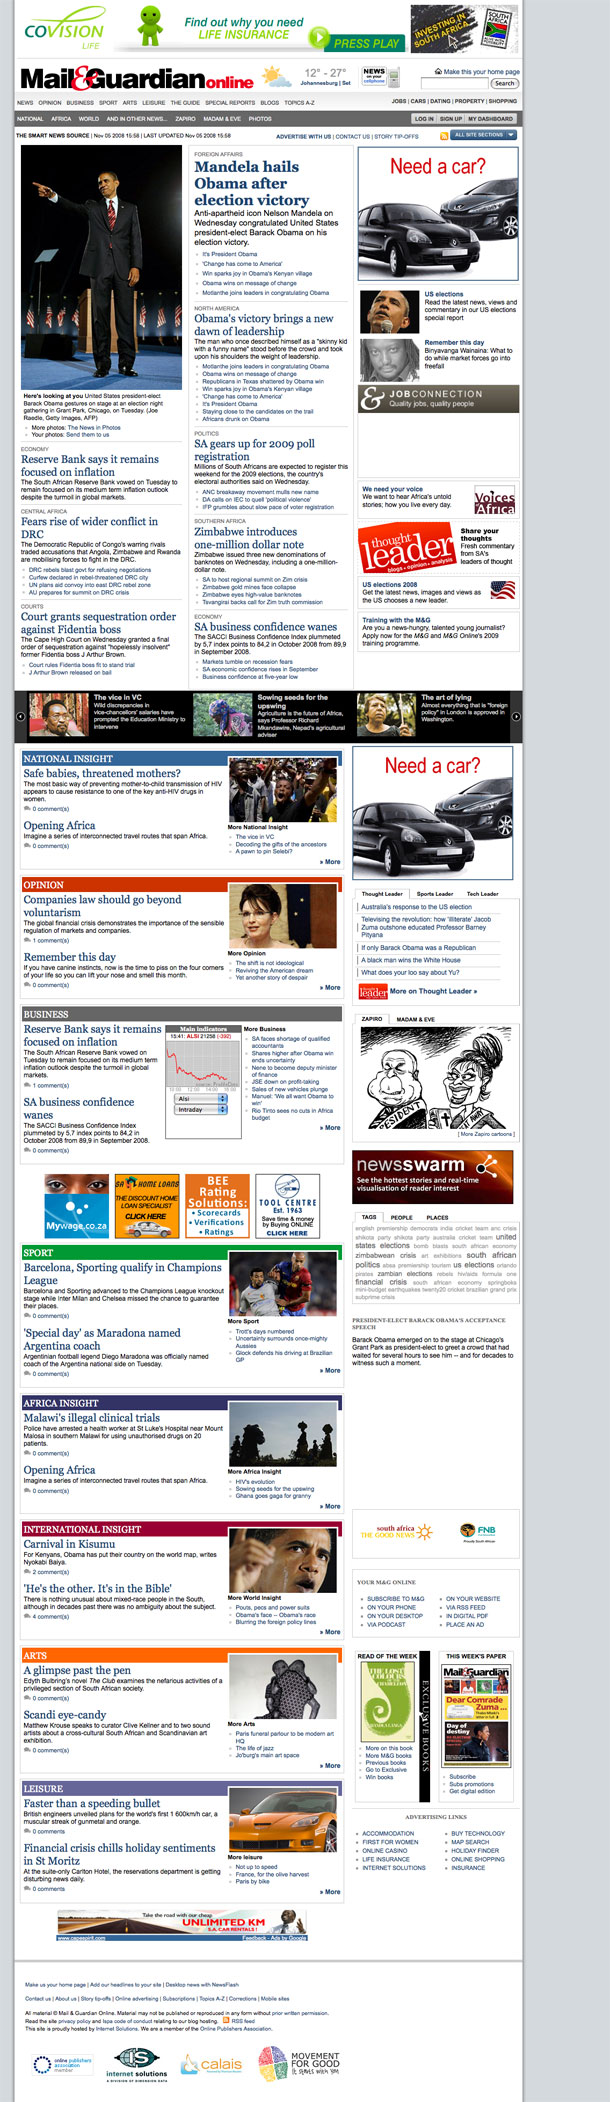 COVISION
LIFE
Find out why you need
LIFE INSURANCE
PRESS PLAY
INVESTING IN
SOUTH AFRICA
Mail&Guardian online
12° - 27°
Johannesburg | Set
NEWS
on your
cellphone
Make this your home page
Search
NEWS OPINION BUSINESS SPORT ARTS LEISURE THE GUIDE SPECIAL REPORTS BLOGS TOPICS A-Z
JOBS | CARS | DATING | PROPERTY | SHOPPING
NATIONAL AFRICA WORLD AND IN OTHER NEWS... ZAPIRO MADAM & EVE PHOTOS
LOG IN SIGN UP MY DASHBOARD
THE SMART NEWS SOURCE | Nov 05 2008 15:58 | LAST UPDATED Nov 05 2008 15:58
ADVERTISE WITH US | CONTACT US | STORY TIP-OFFS
ALL SITE SECTIONS
Here's looking at you United States president-elect
Barack Obama gestures on stage at an election night
gathering in Grant Park, Chicago, on Tuesday. (Joe
Raedle, Getty Images, AFP)
More photos: The News in Photos
Your photos: Send them to us
ECONOMY
Reserve Bank says it remains
focused on inflation
The South African Reserve Bank vowed on Tuesday to
remain focused on its medium term inflation outlook
despite the turmoil in global markets.
CENTRAL AFRICA
Fears rise of wider conflict in
DRC
The Democratic Republic of Congo's warring rivals
traded accusations that Angola, Zimbabwe and Rwanda
are mobilising forces to fight in the DRC.
DRC rebels blast govt for refusing negotiations
Curfew declared in rebel-threatened DRC city
UN plans aid convoy into east DRC rebel zone
AU prepares for summit on DRC crisis
COURTS
Court grants sequestration order
against Fidentia boss
The Cape High Court on Wednesday granted a final
order of sequestration against "hopelessly insolvent"
former Fidentia boss J Arthur Brown.
Court rules Fidentia boss fit to stand trial
J Arthur Brown released on bail
FOREIGN AFFAIRS
Mandela hails
Obama after
election victory
Anti-apartheid icon Nelson Mandela on
Wednesday congratulated United States
president-elect Barack Obama on his
election victory.
It's President Obama
'Change has come to America'
Win sparks joy in Obama's Kenyan village
Obama wins on message of change
Motlanthe joins leaders in congratulating Obama
NORTH AMERICA
Obama's victory brings a new
dawn of leadership
The man who once described himself as a "skinny kid
with a funny name" stood before the crowd and took
upon his shoulders the weight of leadership.
Motlanthe joins leaders in congratulating Obama
Obama wins on message of change
Republicans in Texas shattered by Obama win
Win sparks joy in Obama's Kenyan village
'Change has come to America'
It's President Obama
Staying close to the candidates on the trail
Africans drunk on Obama
POLITICS
SA gears up for 2009 poll
registration
Millions of South Africans are expected to register this
weekend for the 2009 elections, the country's
electoral authorities said on Wednesday.
ANC breakaway movement mulls new name
DA calls on IEC to quell 'political violence'
IFP grumbles about slow pace of voter registration
SOUTHERN AFRICA
Zimbabwe introduces
one-million dollar note
Zimbabwe issued three new denominations of
banknotes on Wednesday, including a one-million-
dollar note.
SA to host regional summit on Zim crisis
Zimbabwe gold mines face collapse
Zimbabwe eyes high-value banknotes
Tsvangirai backs call for Zim truth commission
ECONOMY
SA business confidence wanes
The SACCI Business Confidence Index plummeted
by 5,7 index points to 84,2 in October 2008 from 89,9
in September 2008.
Markets tumble on recession fears
SA economic confidence rises in September
Business confidence at five-year low
Need a car?
US elections
Read the latest news, views and
commentary in our US elections
special report
Remember this day
Binyavanga Wainaina: What to
do while market forces go into
freefall
JOBCONNECTION
Quality jobs, quality people
We need your voice
We want to hear Africa's untold
stories; how you live every day.
Voices
Africa
thought
leader
blogs • opinion • analysis
Share your
thoughts
Fresh commentary
from SA's
leaders of thought
US elections 2008
Get the latest news, images and views as
the US chooses a new leader.
Training with the M&G
Are you a news-hungry, talented young journalist?
Apply now for the M&G and M&G Online's 2009
training programme.
The vice in VC
Wild discrepancies in
vice-chancellors' salaries have
prompted the Education Ministry to
intervene
Sowing seeds for the
upswing
Agriculture is the future of Africa,
says Professor Richard
Mkandawire, Nepad's agricultural
adviser
The art of lying
Almost everything that is "foreign
policy" in London is approved in
Washington.
NATIONAL INSIGHT
Safe babies, threatened mothers?
The most basic way of preventing mother-to-child transmission of HIV
appears to cause resistance to one of the key anti-HIV drugs in
women.
0 comment(s)
Opening Africa
Imagine a series of interconnected travel routes that span Africa.
0 comment(s)
More National Insight
The vice in VC
Decoding the gifts of the ancestors
A pawn to pin Selebi?
» More
OPINION
Companies law should go beyond
voluntarism
The global financial crisis demonstrates the importance of the sensible
regulation of markets and companies.
1 comment(s)
Remember this day
If you have canine instincts, now is the time to piss on the four corners
of your life so you can lift your nose and smell this month.
0 comment(s)
More Opinion
The shift is not ideological
Reviving the American dream
Yet another story of despair
» More
BUSINESS
Reserve Bank says it remains
focused on inflation
The South African Reserve Bank vowed on
Tuesday to remain focused on its medium term
inflation outlook despite the turmoil in global
markets.
1 comment(s)
SA business confidence
wanes
The SACCI Business Confidence Index
plummeted by 5,7 index points to 84,2 in
October 2008 from 89,9 in September 2008.
0 comment(s)
Main Indicators
15:41: ALSI 21258 (-392)
10:00 12:00 14:00 15:00
Alsi
Intraday
More Business
SA faces shortage of qualified
accountants
Shares higher after Obama win
ends uncertainty
Nene to become deputy minister
of finance
JSE down on profit-taking
Sales of new vehicles plunge
Manuel: 'We all want Obama to
win'
Rio Tinto sees no cuts in Africa
budget
» More
Mywage.co.za
SA HOME LOANS
THE DISCOUNT HOME
LOAN SPECIALIST
CLICK HERE
BEE
Rating
Solutions:
• Scorecards
• Verifications
• Ratings
TOOL CENTRE
Est. 1963
Save time & money
by Buying ONLINE
CLICK HERE
SPORT
Barcelona, Sporting qualify in Champions
League
Barcelona and Sporting advanced to the Champions League knockout
stage while Inter Milan and Chelsea missed the chance to guarantee
their places.
0 comment(s)
'Special day' as Maradona named
Argentina coach
Argentinian football legend Diego Maradona was officially named
coach of the Argentina national side on Tuesday.
0 comment(s)
More Sport
Trott's days numbered
Uncertainty surrounds once-mighty
Aussies
Glock defends his driving at Brazilian
GP
» More
AFRICA INSIGHT
Malawi's illegal clinical trials
Police have arrested a health worker at St Luke's Hospital near Mount
Malosa in southern Malawi for using unauthorised drugs on 20
patients.
0 comment(s)
Opening Africa
Imagine a series of interconnected travel routes that span Africa.
0 comment(s)
More Africa Insight
HIV's evolution
Sowing seeds for the upswing
Ghana goes gaga for granny
» More
INTERNATIONAL INSIGHT
Carnival in Kisumu
For Kenyans, Obama has put their country on the world map, writes
Nyokabi Baiya.
2 comment(s)
'He's the other. It's in the Bible'
There is nothing unusual about mixed-race people in the South,
although in decades past there was no ambiguity about the subject.
4 comment(s)
More World Insight
Pouts, pecs and power suits
Obama's face -- Obama's race
Blurring the foreign policy lines
» More
ARTS
A glimpse past the pen
Edyth Bulbring's novel The Club examines the nefarious activities of a
privileged section of South African society.
0 comment(s)
Scandi eye-candy
Matthew Krouse speaks to curator Clive Kellner and to two sound
artists about a cross-cultural South African and Scandinavian art
exhibition.
0 comment(s)
More Arts
Paris funeral parlour to be modern art
HQ
The life of jazz
Jo'burg's main art space
» More
LEISURE
Faster than a speeding bullet
British engineers unveiled plans for the world's first 1 600km/h car, a
muscular streak of gunmetal and orange.
0 comments
Financial crisis chills holiday sentiments
in St Moritz
At the suite-only Carlton Hotel, the reservations department is getting
disturbing news daily.
0 comments
More leisure
Not up to speed
France, for the olive harvest
Paris by bike
» More
Take the road with our cheap
UNLIMITED KM
S.A. CAR RENTALS !
www.capespirit.com
Feedback - Ads by Google
Need a car?
Thought Leader Sports Leader Tech Leader
Australia's response to the US election
Televising the revolution: how 'illiterate' Jacob
Zuma outshone educated Professor Barney
Pityana
If only Barack Obama was a Republican
A black man wins the White House
What does your loo say about Yu?
More on Thought Leader »
ZAPIRO MADAM & EVE
PRESIDENT
[ More Zapiro cartoons ]
newsswarm
See the hottest stories and real-time
visualisation of reader interest
TAGS PEOPLE PLACES
english premiership democrats india cricket team anc crisis
shikota party shikota party australia cricket team united
states elections bomb blasts south african economy
zimbabwean crisis art exhibitions south african
politics absa premiership tourism us elections orlando
pirates zambian elections rebels hiv/aids formula one
financial crisis south african economy springboks
mini-budget earthquakes twenty20 cricket brazilian grand prix
subprime crisis
PRESIDENT-ELECT BARACK OBAMA'S ACCEPTANCE
SPEECH
Barack Obama emerged on to the stage at Chicago's
Grant Park as president-elect to greet a crowd that had
waited for several hours to see him -- and for decades to
witness such a moment.
south africa
THE GOOD NEWS
FNB
Proudly South African
YOUR M&G ONLINE
SUBSCRIBE TO M&G
ON YOUR PHONE
ON YOUR DESKTOP
VIA PODCAST
ON YOUR WEBSITE
VIA RSS FEED
IN DIGITAL PDF
PLACE AN AD
READ OF THE WEEK
EXCLUSIVE BOOKS
More on this book
More M&G books
Previous books
Go to Exclusive
Win books
THIS WEEK'S PAPER
Mail&Guardian
Dear Comrade
Zuma ...
Day of
destiny
Subscribe
Subs promotions
Get digital edition
ADVERTISING LINKS
ACCOMMODATION
FIRST FOR WOMEN
ONLINE CASINO
LIFE INSURANCE
INTERNET SOLUTIONS
BUY TECHNOLOGY
MAP SEARCH
HOLIDAY FINDER
ONLINE SHOPPING
INSURANCE
Make us your home page | Add our headlines to your site | Desktop news with NewsFlash
Contact us | About us | Story tip-offs | Online advertising | Subscriptions | Topics A-Z | Corrections | Mobile sites
All material © Mail & Guardian Online. Material may not be published or reproduced in any form without prior written permission.
Read the site privacy policy and Ispa code of conduct relating to our blog hosting. RSS feed
This site is proudly hosted by Internet Solutions. We are a member of the Online Publishers Association.
online publishers
association
member
IS
internet solutions
A DIVISION OF DIMENSION DATA
calais
MOVEMENT
FOR GOOD
IT STARTS WITH YOU